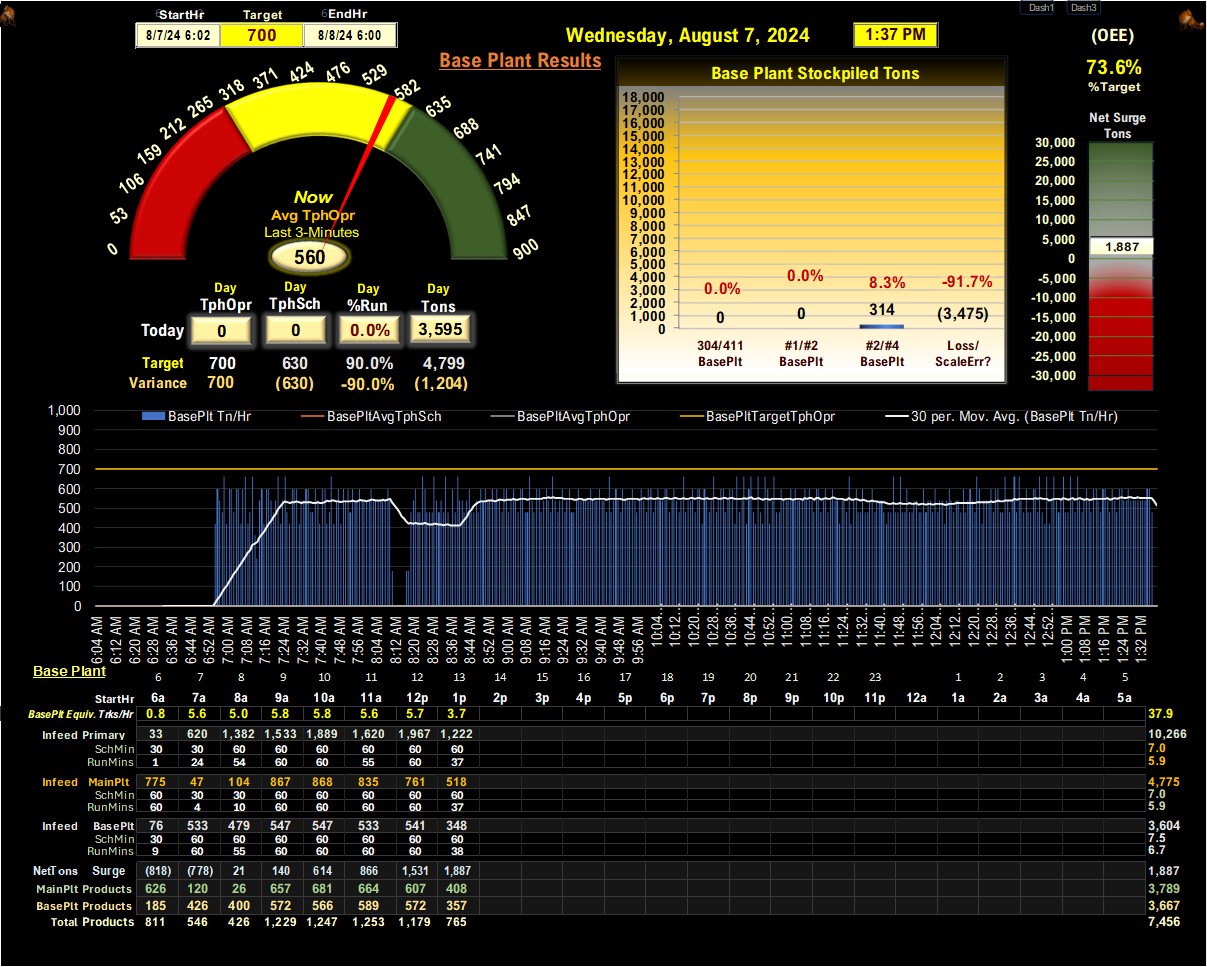 StartHr Target EndHr
8/7/24 6:02 700 8/8/24 6:00
Dash1 Dash3
Wednesday, August 7, 2024 1:37 PM
(OEE)
73.6%
%Target
Base Plant Results
0 53 106 159 212 265 318 371 424 476 529 582 635 688 741 794 847 900
Now
Avg TphOpr
Last 3-Minutes
560
Day Day Day Day
TphOpr TphSch %Run Tons
Today 0 0 0.0% 3,595
Target 700 630 90.0% 4,799
Variance 700 (630) -90.0% (1,204)
Base Plant Stockpiled Tons
18,000
17,000
16,000
15,000
14,000
13,000
12,000
11,000
10,000
9,000
8,000
7,000
6,000
5,000
4,000
3,000
2,000
1,000
0
0.0% 0.0% 8.3% -91.7%
0 0 314 (3,475)
304/411 #1/#2 #2/#4 Loss/
BasePlt BasePlt BasePlt ScaleErr?
Net Surge
Tons
30,000
25,000
20,000
15,000
10,000
5,000
0
-5,000
-10,000
-15,000
-20,000
-25,000
-30,000
1,887
BasePlt Tn/Hr BasePltAvgTphSch BasePltAvgTphOpr BasePltTargetTphOpr 30 per. Mov. Avg. (BasePlt Tn/Hr)
1,000
900
800
700
600
500
400
300
200
100
0
6:04 AM 6:12 AM 6:20 AM 6:28 AM 6:36 AM 6:44 AM 6:52 AM 7:00 AM 7:08 AM 7:16 AM 7:24 AM 7:32 AM 7:40 AM 7:48 AM 7:56 AM 8:04 AM 8:12 AM 8:20 AM 8:28 AM 8:36 AM 8:44 AM 8:52 AM 9:00 AM 9:08 AM 9:16 AM 9:24 AM 9:32 AM 9:40 AM 9:48 AM 9:56 AM 10:04... 10:12... 10:20... 10:28... 10:36... 10:44... 10:52... 11:00... 11:08... 11:16... 11:24... 11:32... 11:40... 11:48... 11:56... 12:04... 12:12... 12:20... 12:28... 12:36... 12:44... 12:52... 1:00 PM 1:08 PM 1:16 PM 1:24 PM 1:32 PM
Base Plant 6 7 8 9 10 11 12 13 14 15 16 17 18 19 20 21 22 23 1 2 3 4 5
StartHr 6a 7a 8a 9a 10a 11a 12p 1p 2p 3p 4p 5p 6p 7p 8p 9p 10p 11p 12a 1a 2a 3a 4a 5a
BasePlt Equiv. Trks/Hr 0.8 5.6 5.0 5.8 5.8 5.6 5.7 3.7 37.9
Infeed Primary 33 620 1,382 1,533 1,889 1,620 1,967 1,222 10,266
SchMin 30 30 60 60 60 60 60 60 7.0
RunMins 1 24 54 60 60 55 60 37 5.9
Infeed MainPlt 775 47 104 867 868 835 761 518 4,775
SchMin 60 30 30 60 60 60 60 60 7.0
RunMins 60 4 10 60 60 60 60 37 5.9
Infeed BasePlt 76 533 479 547 547 533 541 348 3,604
SchMin 30 60 60 60 60 60 60 60 7.5
RunMins 9 60 55 60 60 60 60 38 6.7
NetTons Surge (818) (778) 21 140 614 866 1,531 1,887 1,887
MainPlt Products 626 120 26 657 681 664 607 408 3,789
BasePlt Products 185 426 400 572 566 589 572 357 3,667
Total Products 811 546 426 1,229 1,247 1,253 1,179 765 7,456